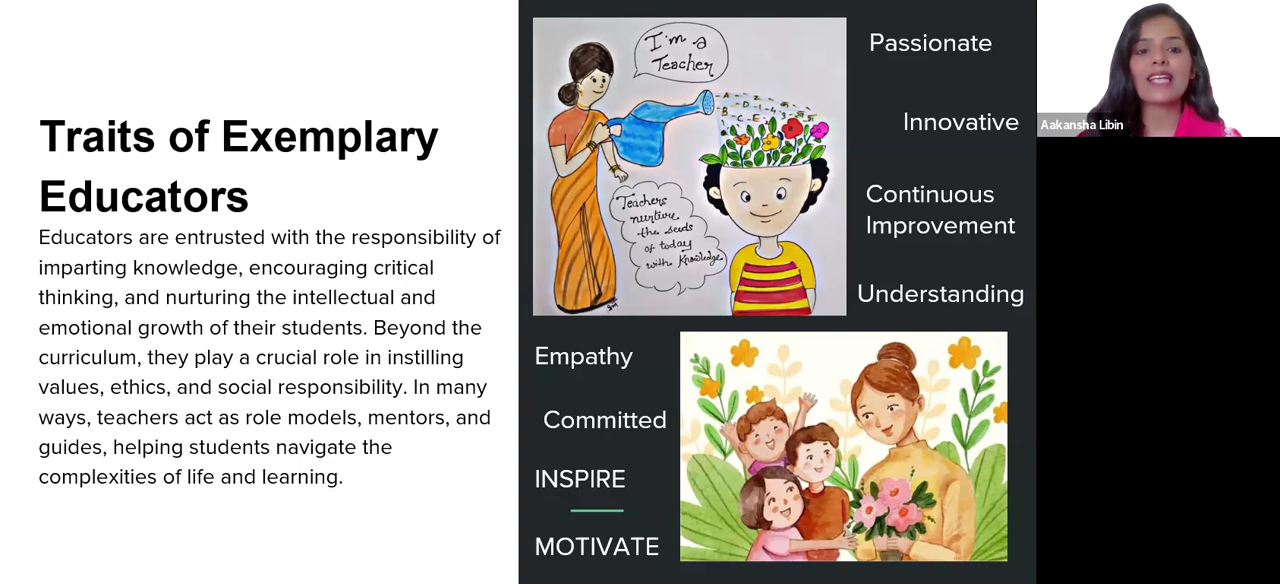 Traits of Exemplary
Educators
Educators are entrusted with the responsibility of
imparting knowledge, encouraging critical
thinking, and nurturing the intellectual and
emotional growth of their students. Beyond the
curriculum, they play a crucial role in instilling
values, ethics, and social responsibility. In many
ways, teachers act as role models, mentors, and
guides, helping students navigate the
complexities of life and learning.
I'm a
Teacher
Teachers
nurture
the seeds
of today
with knowledge.
Passionate
Innovative
Continuous
Improvement
Understanding
Empathy
Committed
INSPIRE
MOTIVATE
Aakansha Libin